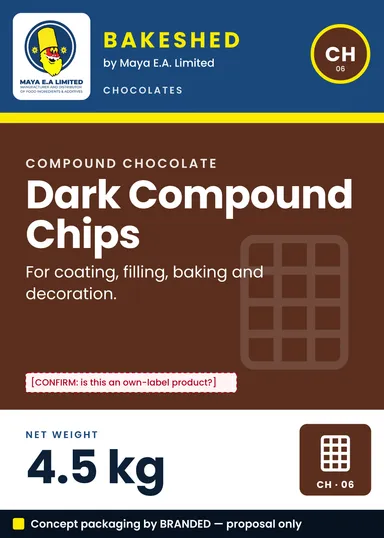 MAYA E.A LIMITED
MANUFACTURER AND DISTRIBUTOR
OF FOOD INGREDIENTS & ADDITIVES
BAKESHED
by Maya E.A. Limited
CHOCOLATES
CH
06
COMPOUND CHOCOLATE
Dark Compound
Chips
For coating, filling, baking and
decoration.
[CONFIRM: is this an own-label product?]
NET WEIGHT
4.5 kg
CH · 06
Concept packaging by BRANDED — proposal only